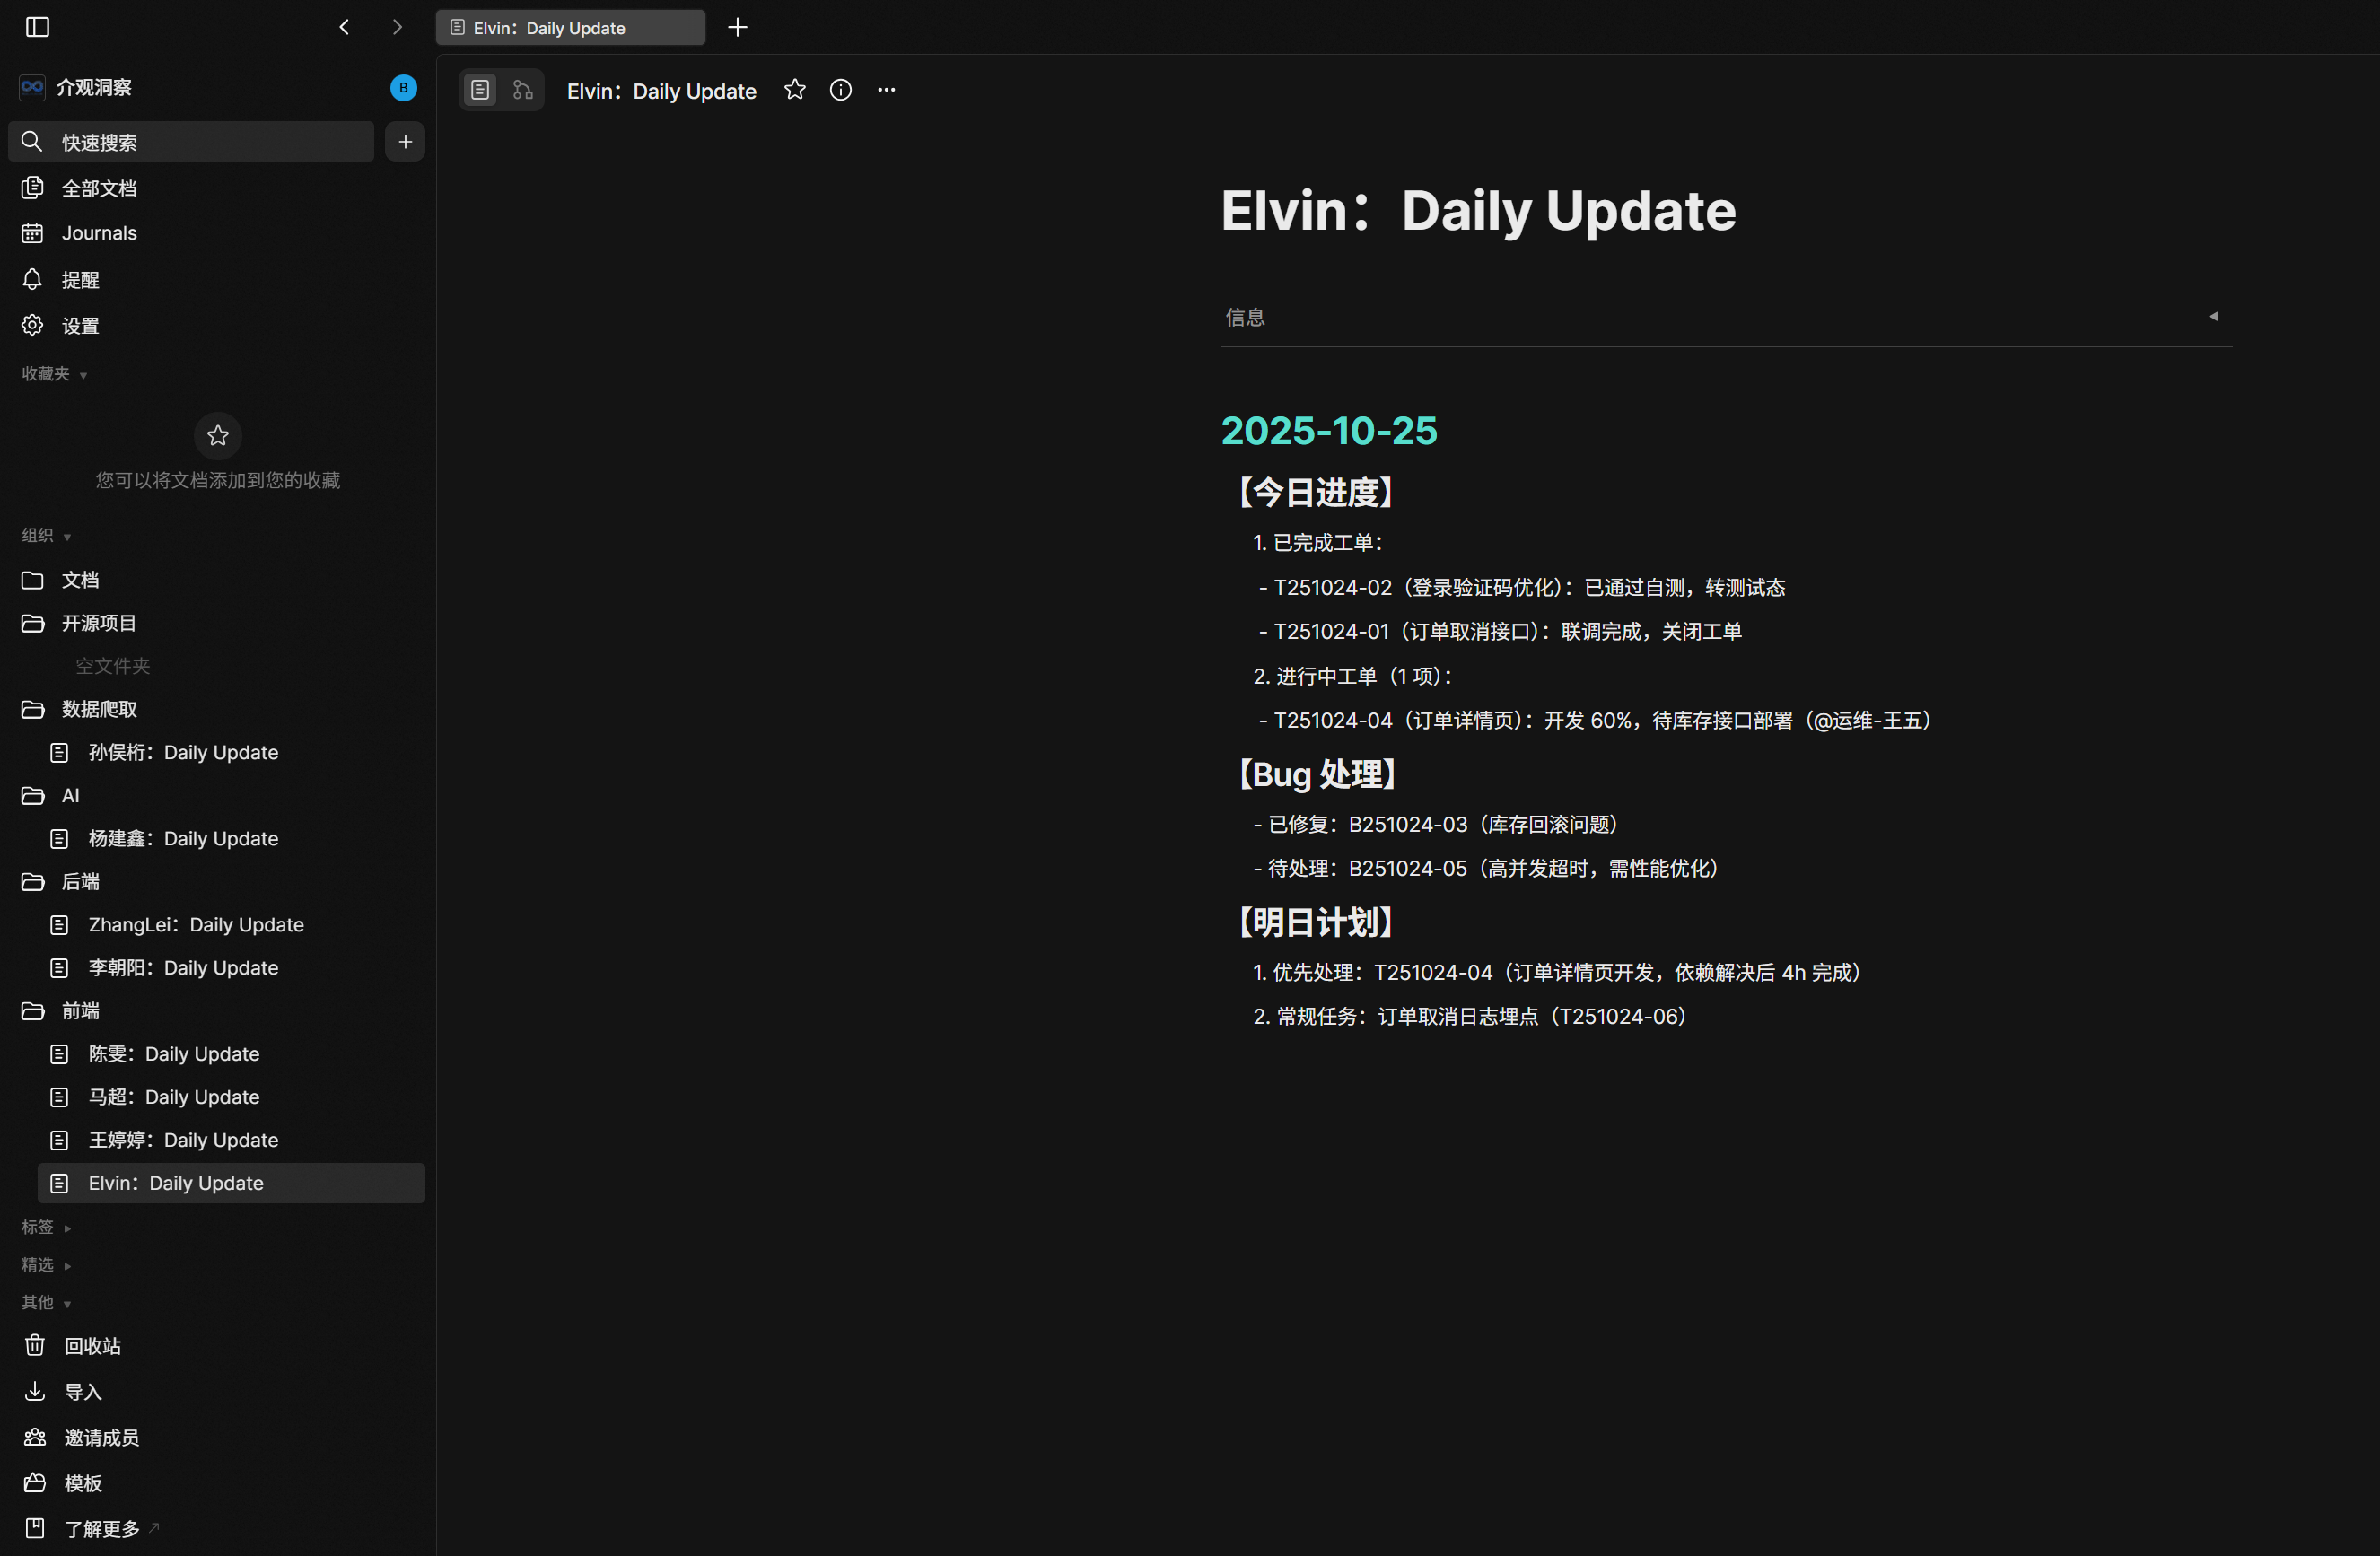 Elvin：Daily Update
介观洞察
B
快速搜索
全部文档
Journals
提醒
设置
收藏夹
您可以将文档添加到您的收藏
组织
文档
开源项目
空文件夹
数据爬取
孙俣桁：Daily Update
AI
杨建鑫：Daily Update
后端
ZhangLei：Daily Update
李朝阳：Daily Update
前端
陈雯：Daily Update
马超：Daily Update
王婷婷：Daily Update
Elvin：Daily Update
标签
精选
其他
回收站
导入
邀请成员
模板
了解更多
Elvin：Daily Update
Elvin：Daily Update
信息
2025-10-25
【今日进度】
1. 已完成工单：
- T251024-02（登录验证码优化）：已通过自测，转测试态
- T251024-01（订单取消接口）：联调完成，关闭工单
2. 进行中工单（1 项）：
- T251024-04（订单详情页）：开发 60%，待库存接口部署（@运维-王五）
【Bug 处理】
- 已修复：B251024-03（库存回滚问题）
- 待处理：B251024-05（高并发超时，需性能优化）
【明日计划】
1. 优先处理：T251024-04（订单详情页开发，依赖解决后 4h 完成）
2. 常规任务：订单取消日志埋点（T251024-06）